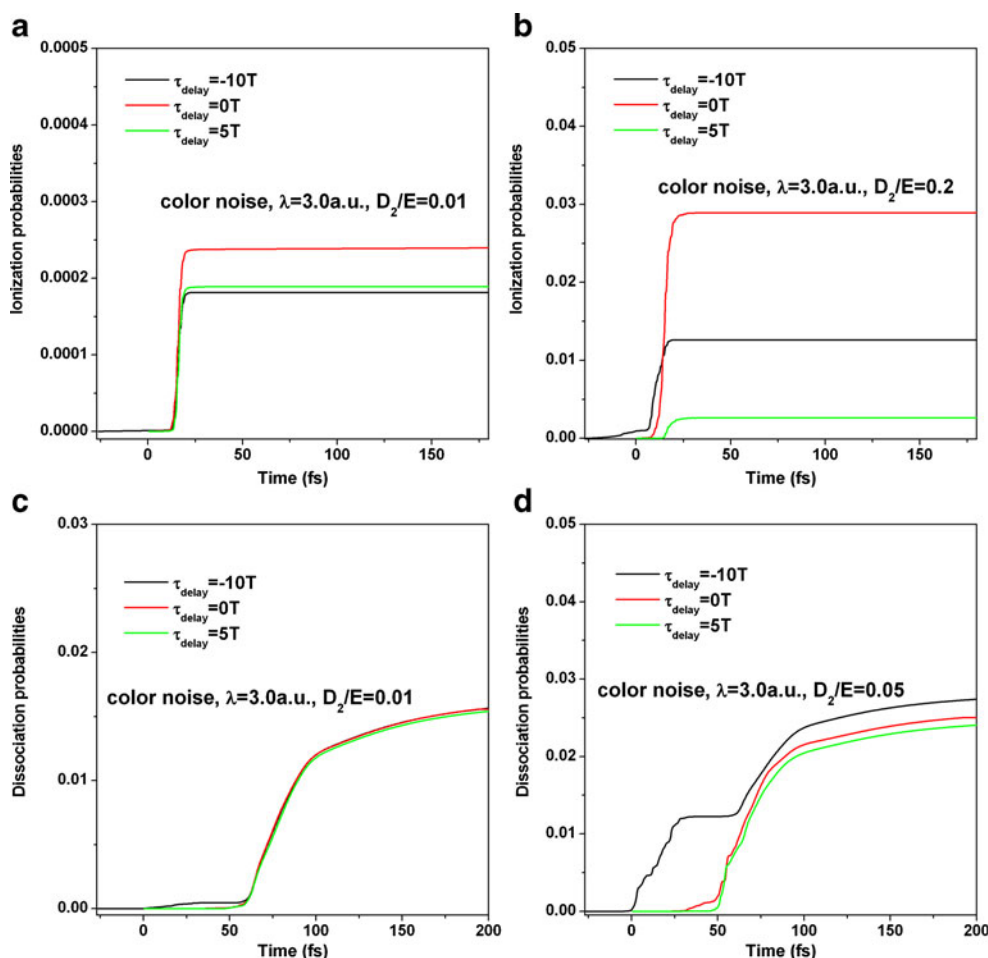 a
0.0005
0.0004
0.0003
0.0002
0.0001
0.0000
Ionization probabilities
τdelay=-10T
τdelay=0T
τdelay=5T
color noise, λ=3.0a.u., D2/E=0.01
0 50 100 150
Time (fs)
b
0.05
0.04
0.03
0.02
0.01
0.00
Ionization probabilities
τdelay=-10T
τdelay=0T
τdelay=5T
color noise, λ=3.0a.u., D2/E=0.2
0 50 100 150
Time (fs)
c
0.03
0.02
0.01
0.00
Dissociation probabilities
τdelay=-10T
τdelay=0T
τdelay=5T
color noise, λ=3.0a.u., D2/E=0.01
0 50 100 150 200
Time (fs)
d
0.05
0.04
0.03
0.02
0.01
0.00
Dissociation probabilities
τdelay=-10T
τdelay=0T
τdelay=5T
color noise, λ=3.0a.u., D2/E=0.05
0 50 100 150 200
Time (fs)